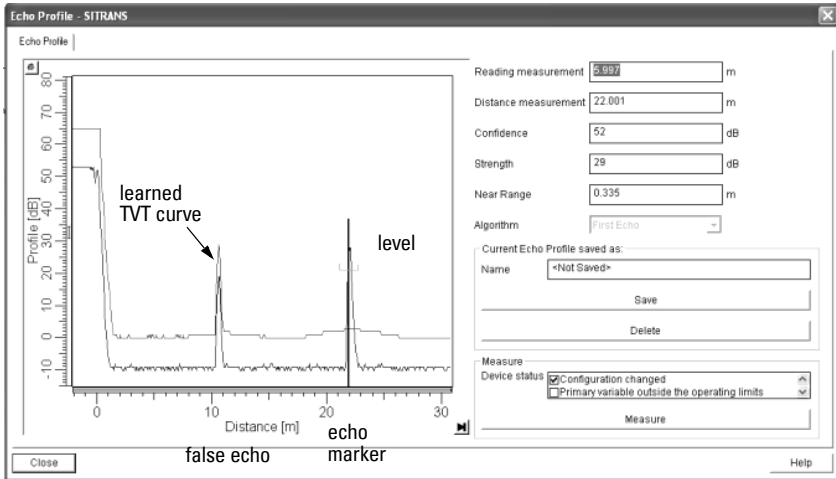 Echo Profile - SITRANS
Echo Profile
Profile [dB]
80
70
60
50
40
30
20
10
0
-10
learned
TVT curve
level
0
10
20
30
Distance [m]
false echo
echo
marker
Reading measurement 5.997 m
Distance measurement 22.001 m
Confidence 52 dB
Strength 29 dB
Near Range 0.335 m
Algorithm First Echo
Current Echo Profile saved as:
Name <Not Saved>
Save
Delete
Measure
Device status Configuration changed
Primary variable outside the operating limits
Measure
Close
Help